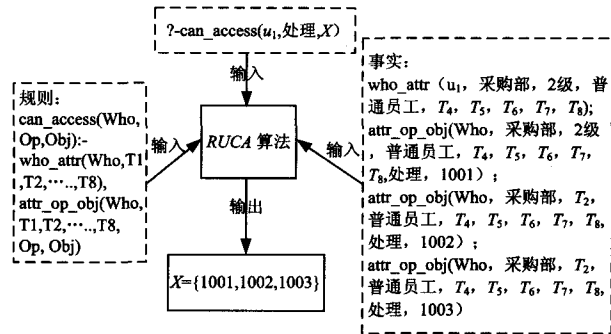 ?-can_access(u₁,处理,X)
输入
规则：
can_access(Who,
Op,Obj):-
who_attr(Who,T1
,T2,…..,T8),
attr_op_obj(Who,
T1,T2,…..,T8,
Op, Obj)
输入
RUCA 算法
输入
输出
X={1001,1002,1003}
事实：
who_attr（u₁，采购部，2级，普
通员工，T₄，T₅，T₆，T₇，T₈);
attr_op_obj(Who，采购部，2级
，普通员工，T₄，T₅，T₆，T₇，
T₈,处理，1001）；
attr_op_obj(Who，采购部，T₂，
普通员工，T₄，T₅，T₆，T₇，T₈,
处理，1002）；
attr_op_obj(Who，采购部，T₂，
普通员工，T₄，T₅，T₆，T₇，T₈,
处理，1003）